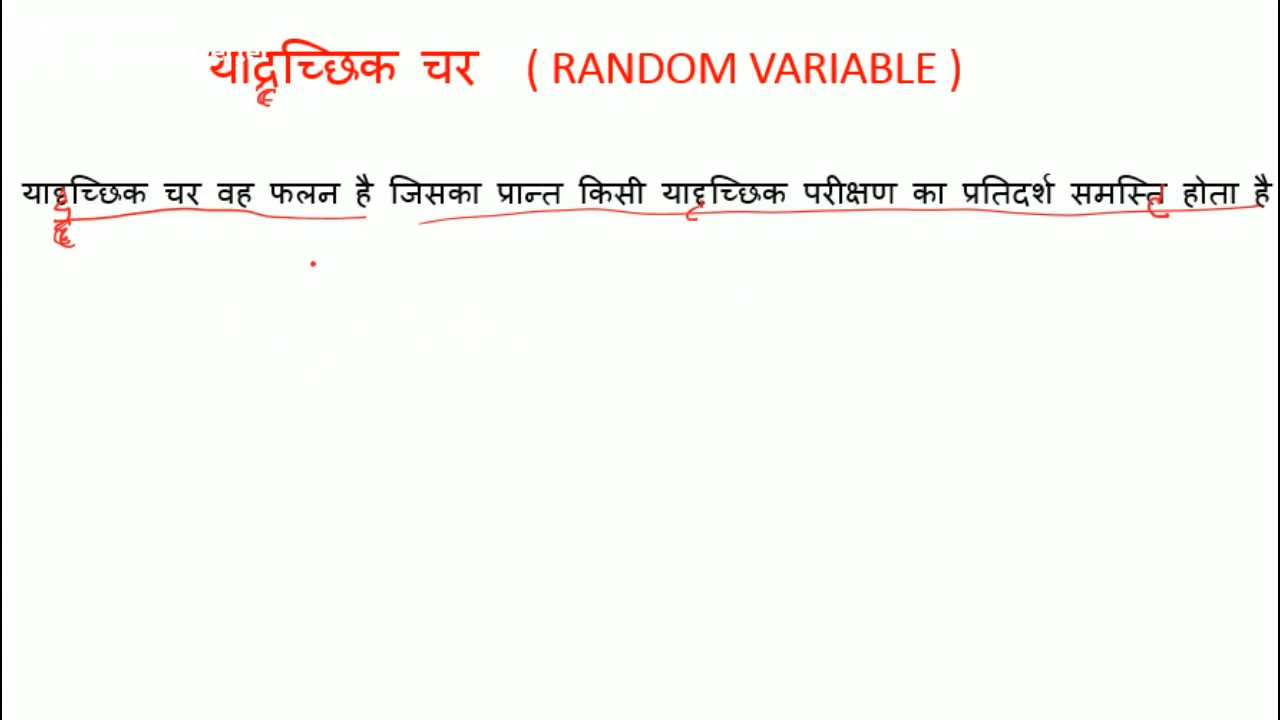 यादृच्छिक चर ( RANDOM VARIABLE )
यादृच्छिक चर वह फलन है जिसका प्रान्त किसी यादृच्छिक परीक्षण का प्रतिदर्श समस्ति होता है